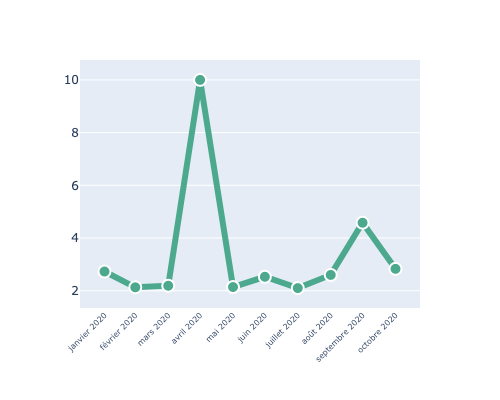 10
8
6
4
2
janvier 2020
février 2020
mars 2020
avril 2020
mai 2020
juin 2020
juillet 2020
août 2020
septembre 2020
octobre 2020